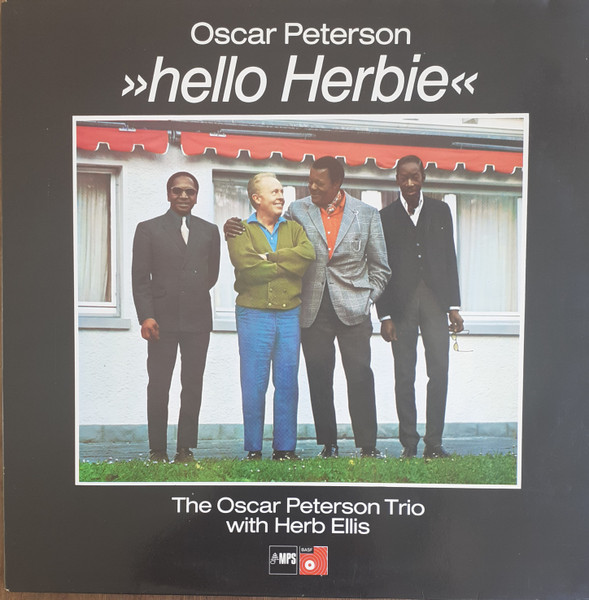 Oscar Peterson
»hello Herbie«
The Oscar Peterson Trio
with Herb Ellis
MPS
BASF